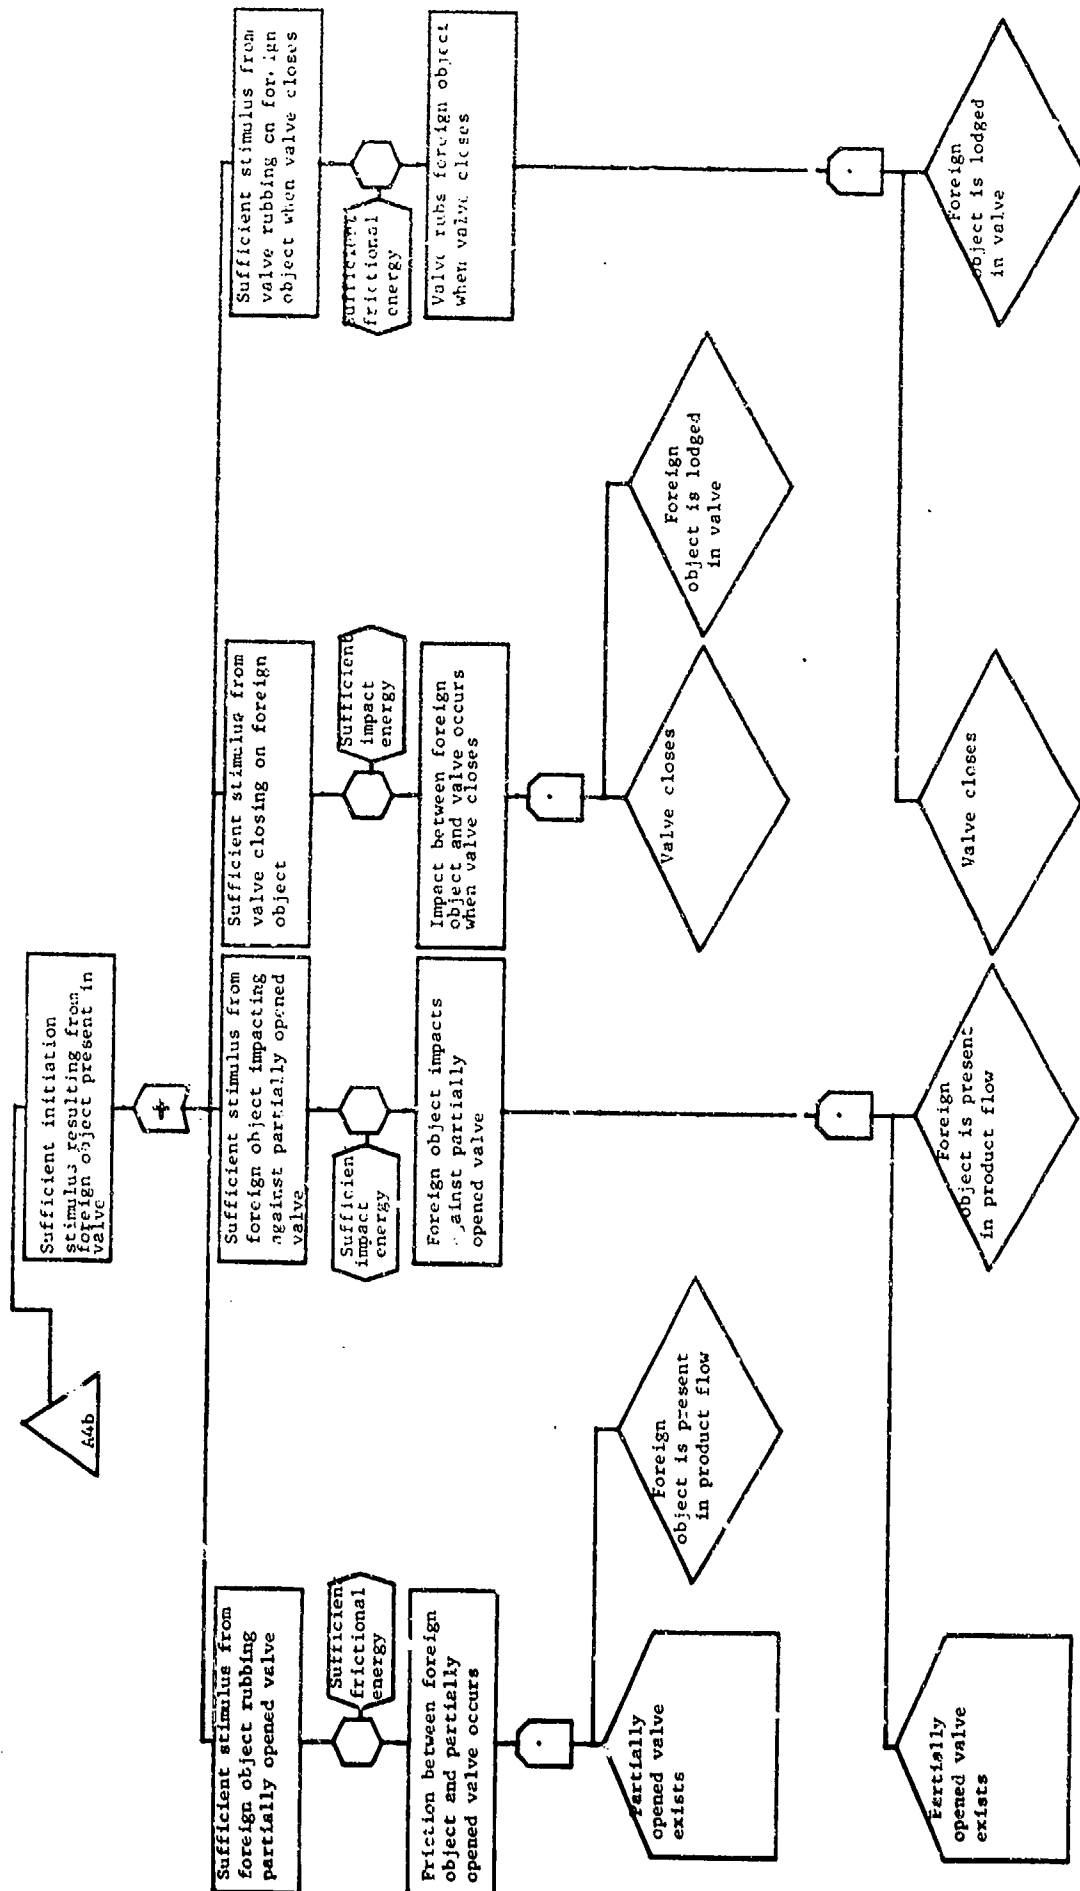 A4b
Sufficient initiation
stimulus resulting from
foreign object present in
valve
+
Sufficient stimulus from
foreign object rubbing
partially opened valve
Sufficient stimulus from
foreign object impacting
against partially opened
valve
Sufficient stimulus from
valve closing on foreign
object
Sufficient stimulus from
valve rubbing on foreign
object when valve closes
Sufficient
frictional
energy
Sufficient
impact
energy
Sufficient
impact
energy
Sufficient
frictional
energy
Friction between foreign
object and partially
opened valve occurs
Foreign object impacts
against partially
opened valve
Impact between foreign
object and valve occurs
when valve closes
Valve rubs foreign object
when valve closes
Partially
opened valve
exists
Foreign
object is present
in product flow
Valve closes
Foreign
object is lodged
in valve
Partially
opened valve
exists
Foreign
object is present
in product flow
Valve closes
Foreign
object is lodged
in valve